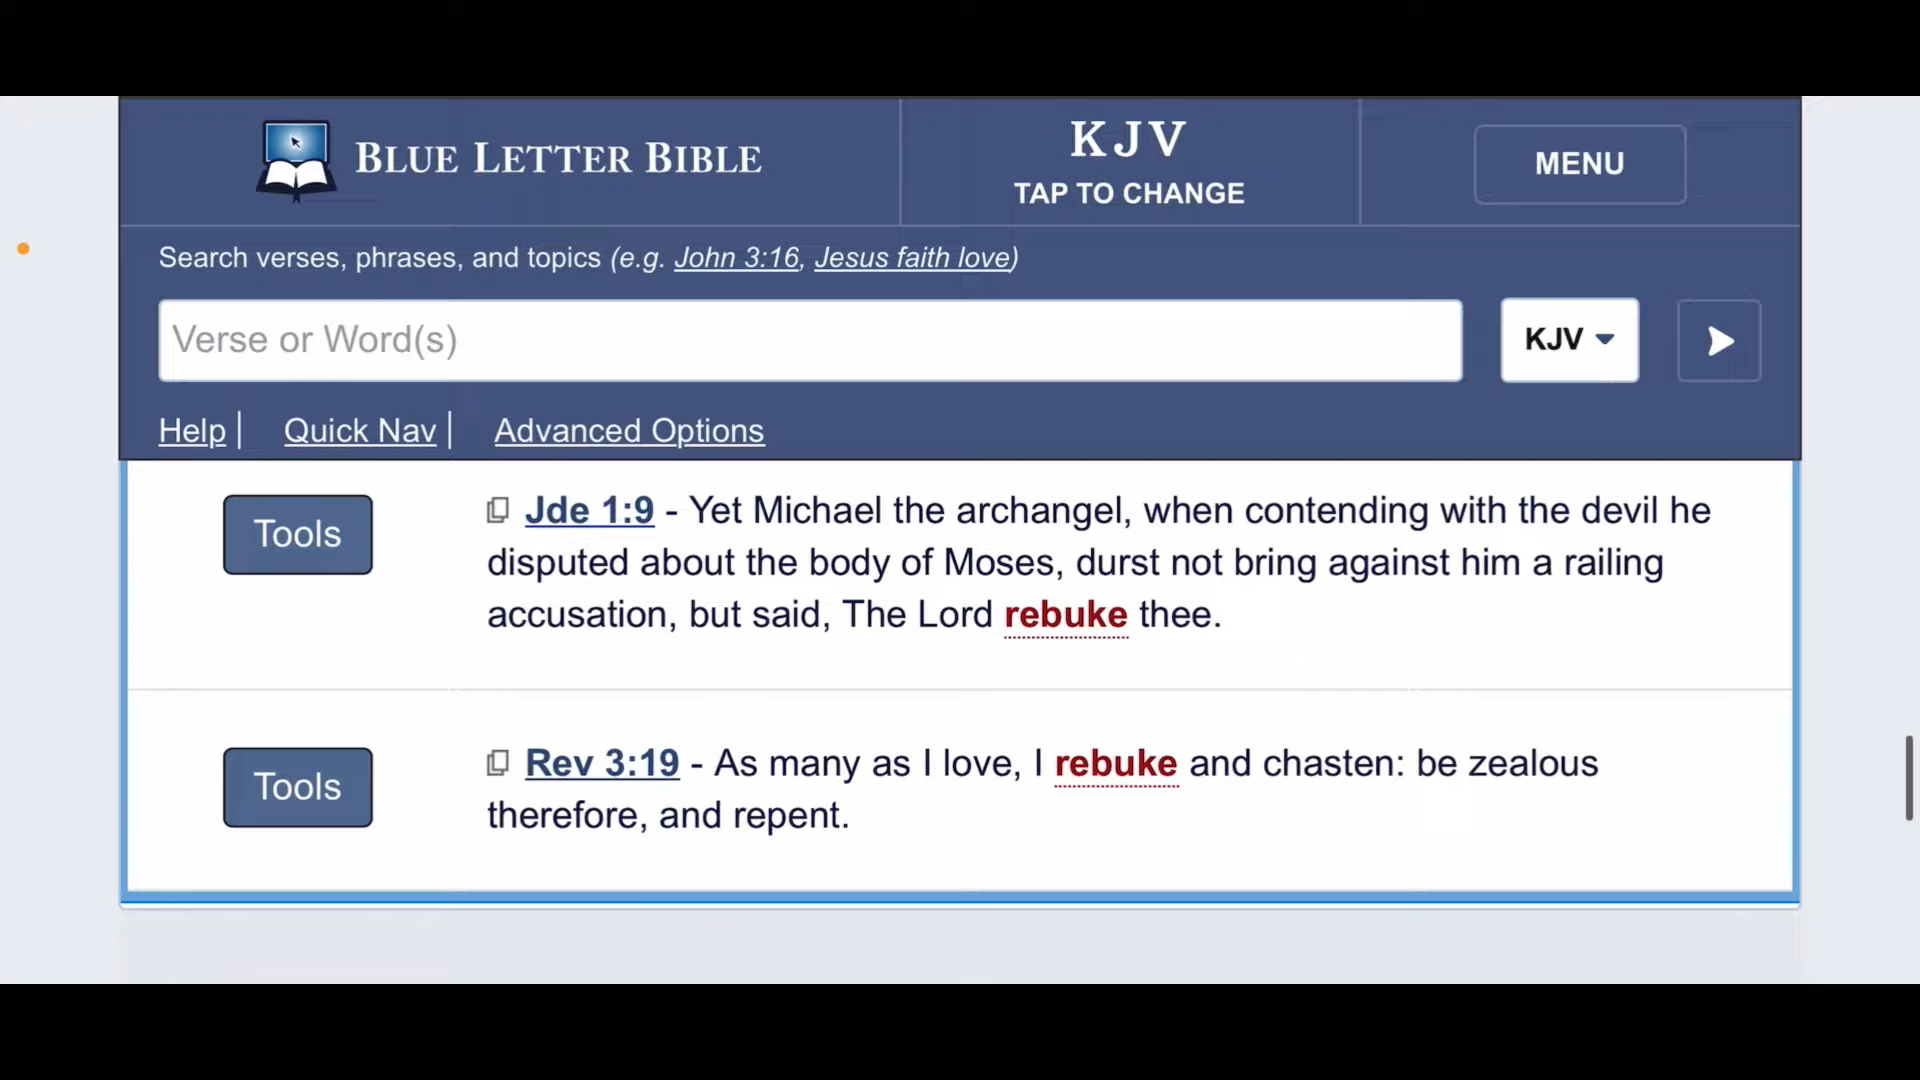 BLUE LETTER BIBLE
KJV
TAP TO CHANGE
MENU
Search verses, phrases, and topics (e.g. John 3:16, Jesus faith love)
Verse or Word(s)
KJV
Help | Quick Nav | Advanced Options
Tools
Jde 1:9 - Yet Michael the archangel, when contending with the devil he
disputed about the body of Moses, durst not bring against him a railing
accusation, but said, The Lord rebuke thee.
Tools
Rev 3:19 - As many as I love, I rebuke and chasten: be zealous
therefore, and repent.